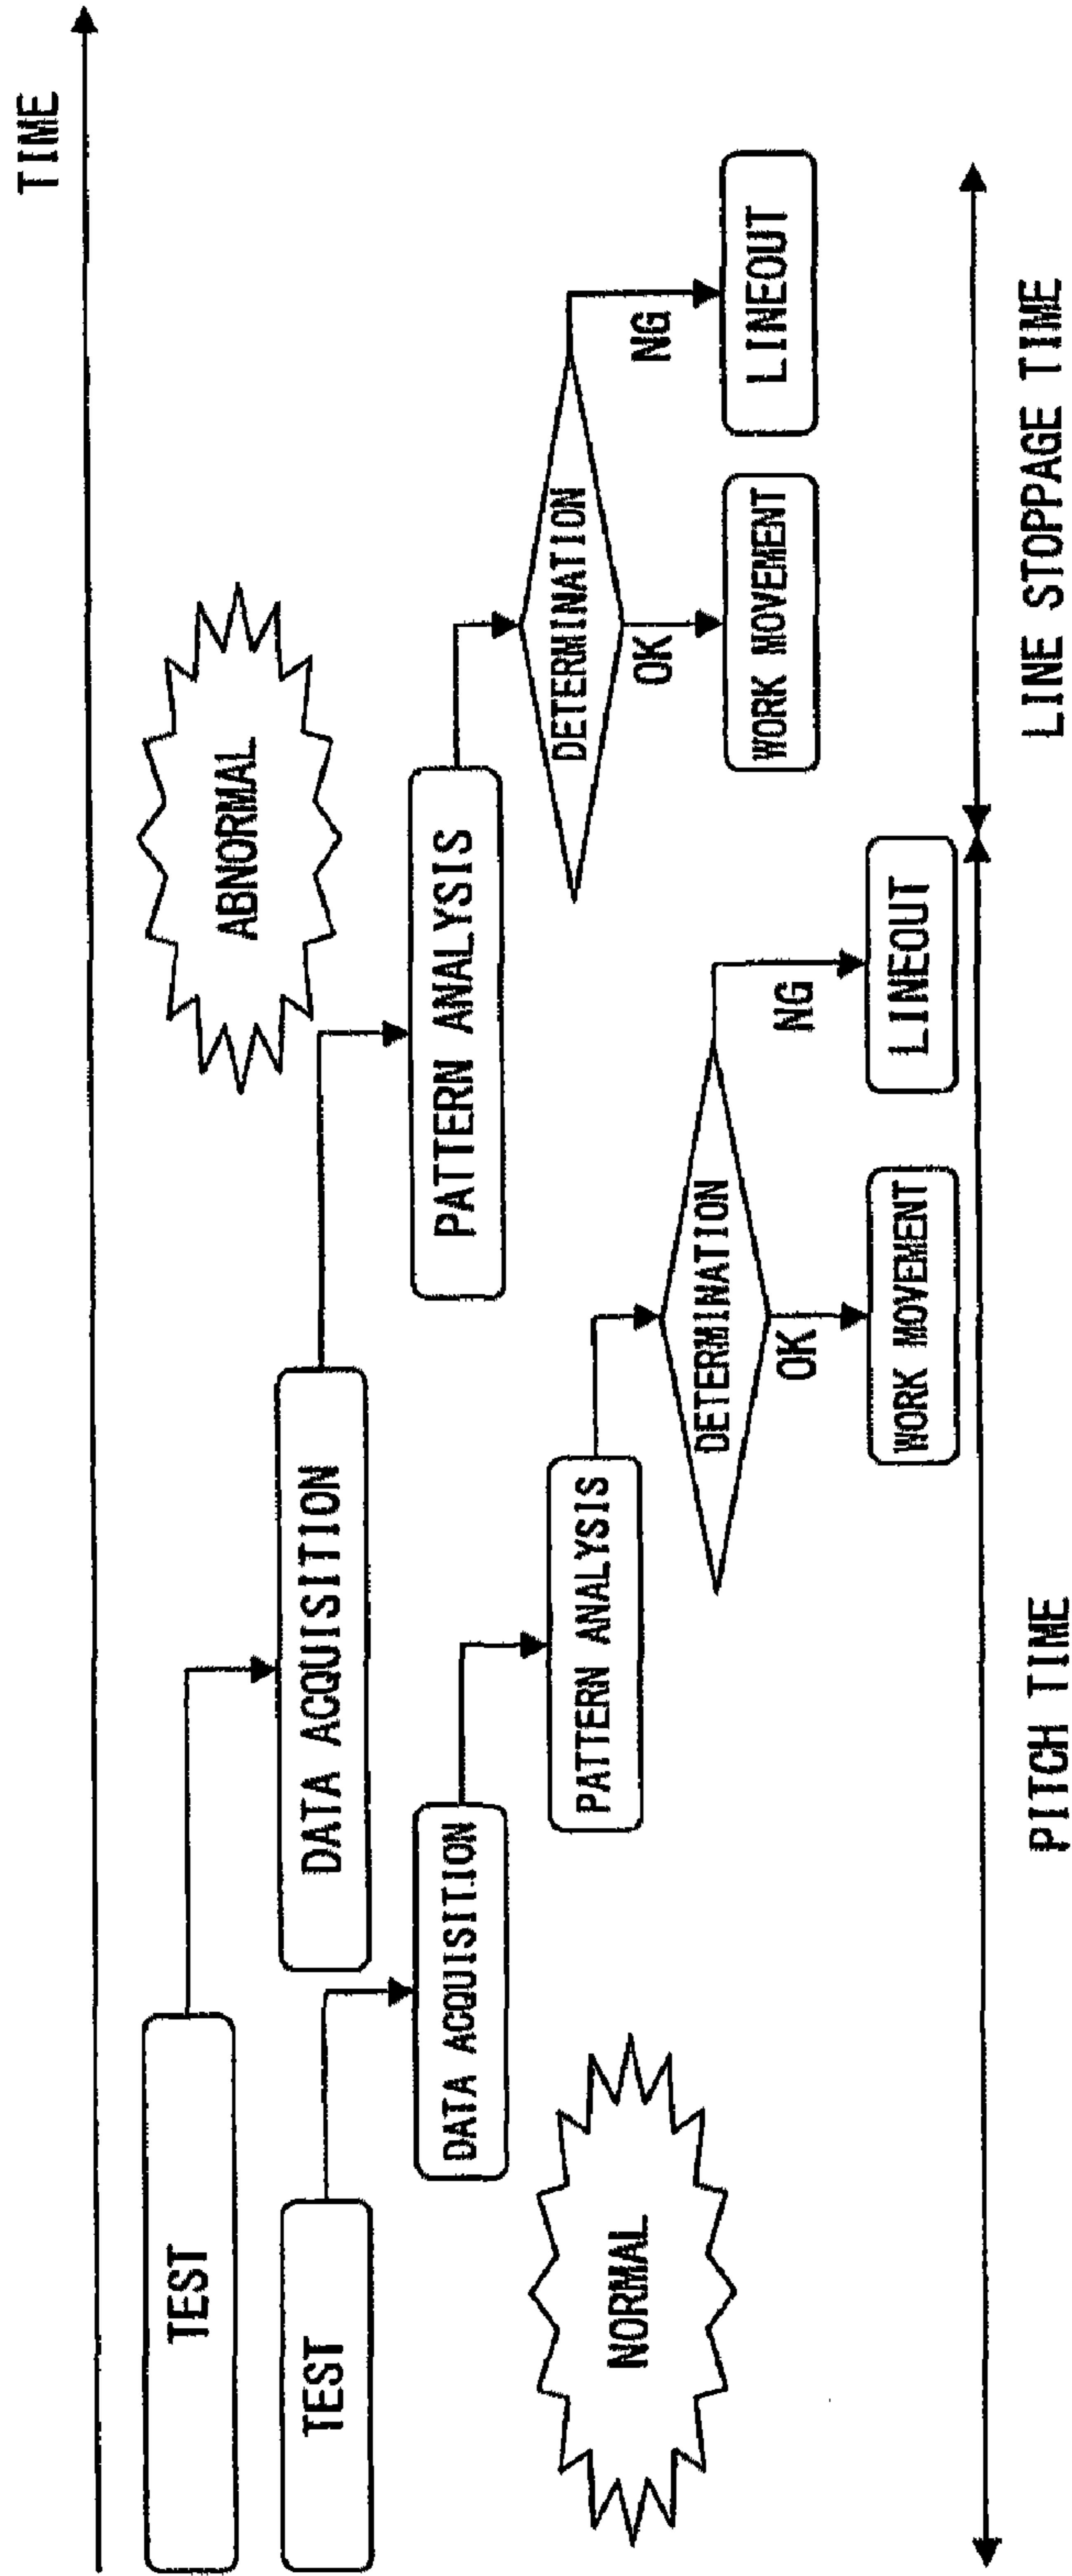 TIME
TEST
DATA ACQUISITION
PATTERN ANALYSIS
ABNORMAL
DETERMINATION
OK
NG
WORK MOVEMENT
LINEOUT
TEST
DATA ACQUISITION
PATTERN ANALYSIS
NORMAL
DETERMINATION
OK
NG
WORK MOVEMENT
LINEOUT
PITCH TIME
LINE STOPPAGE TIME